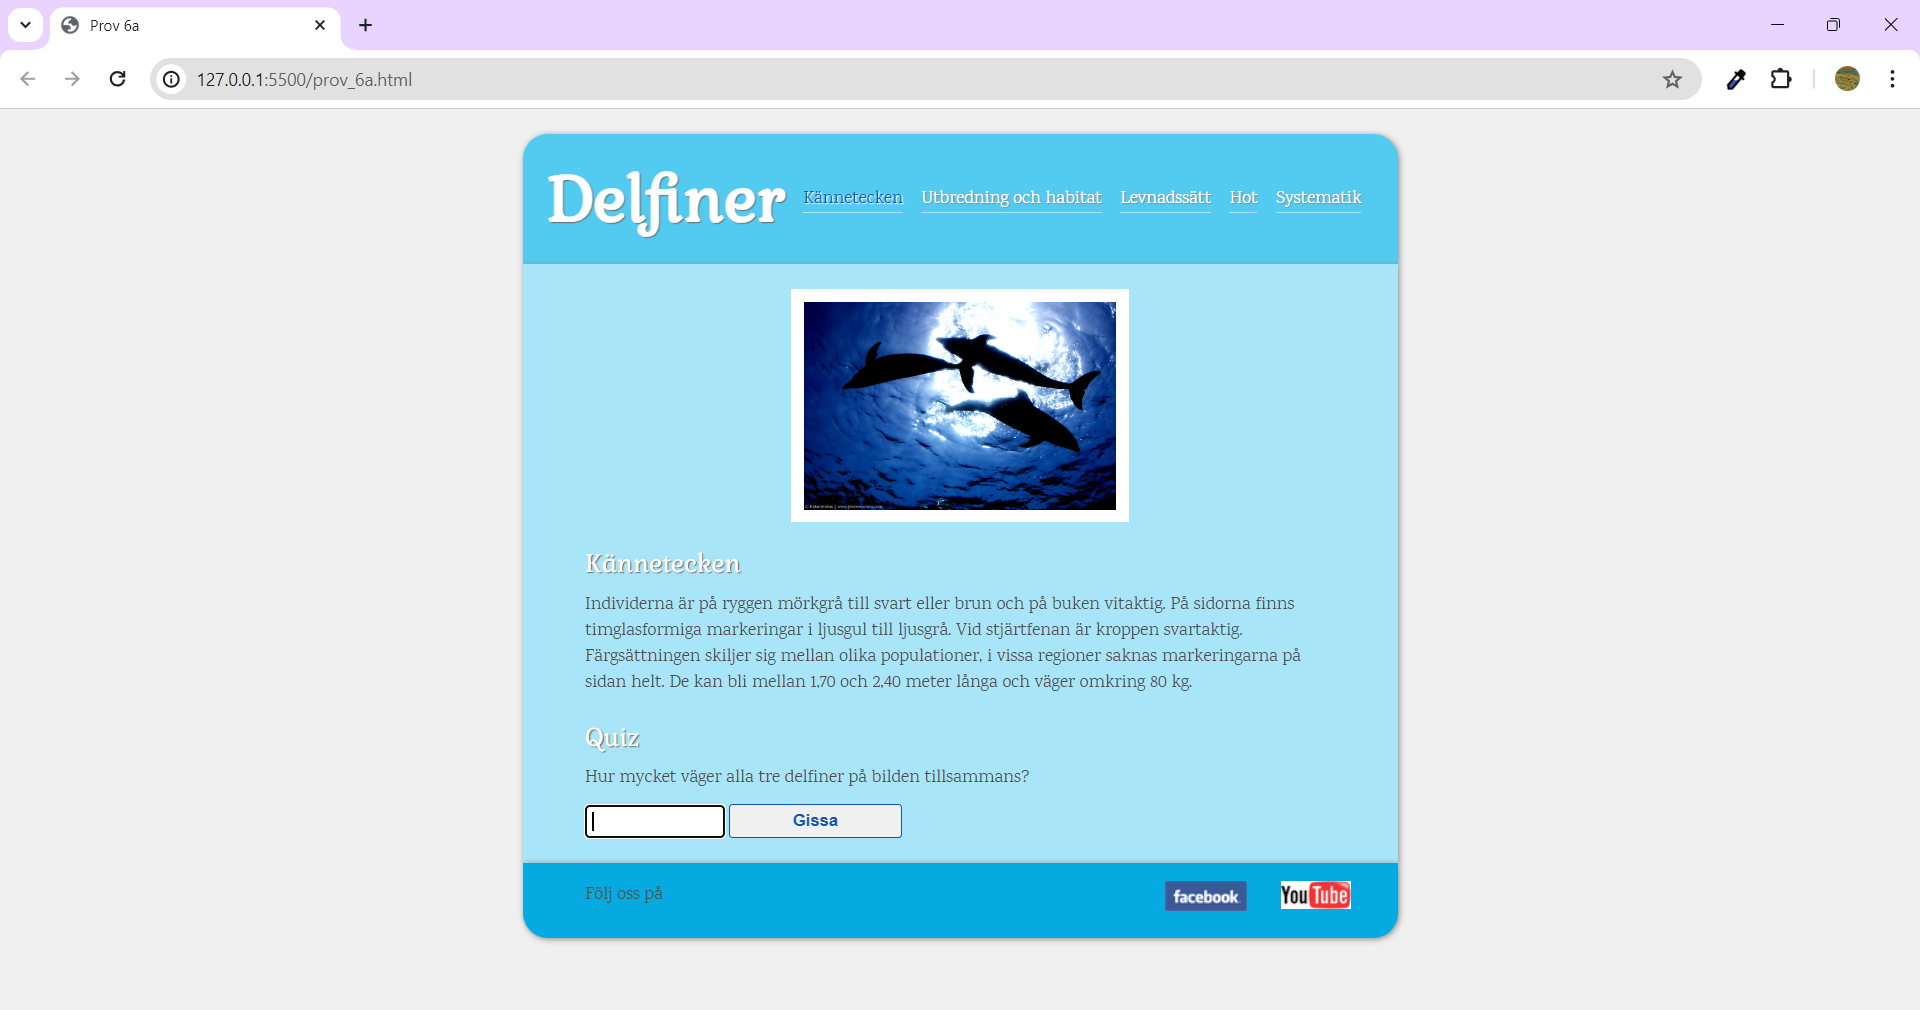 Prov 6a
127.0.0.1:5500/prov_6a.html
Delfiner
Kännetecken Utbredning och habitat Levnadssätt Hot Systematik
Kännetecken
Individerna är på ryggen mörkgrå till svart eller brun och på buken vitaktig. På sidorna finns
timglasformiga markeringar i ljusgul till ljusgrå. Vid stjärtfenan är kroppen svartaktig.
Färgsättningen skiljer sig mellan olika populationer, i vissa regioner saknas markeringarna på
sidan helt. De kan bli mellan 1,70 och 2,40 meter långa och väger omkring 80 kg.
Quiz
Hur mycket väger alla tre delfiner på bilden tillsammans?
Gissa
Följ oss på
facebook.
YouTube